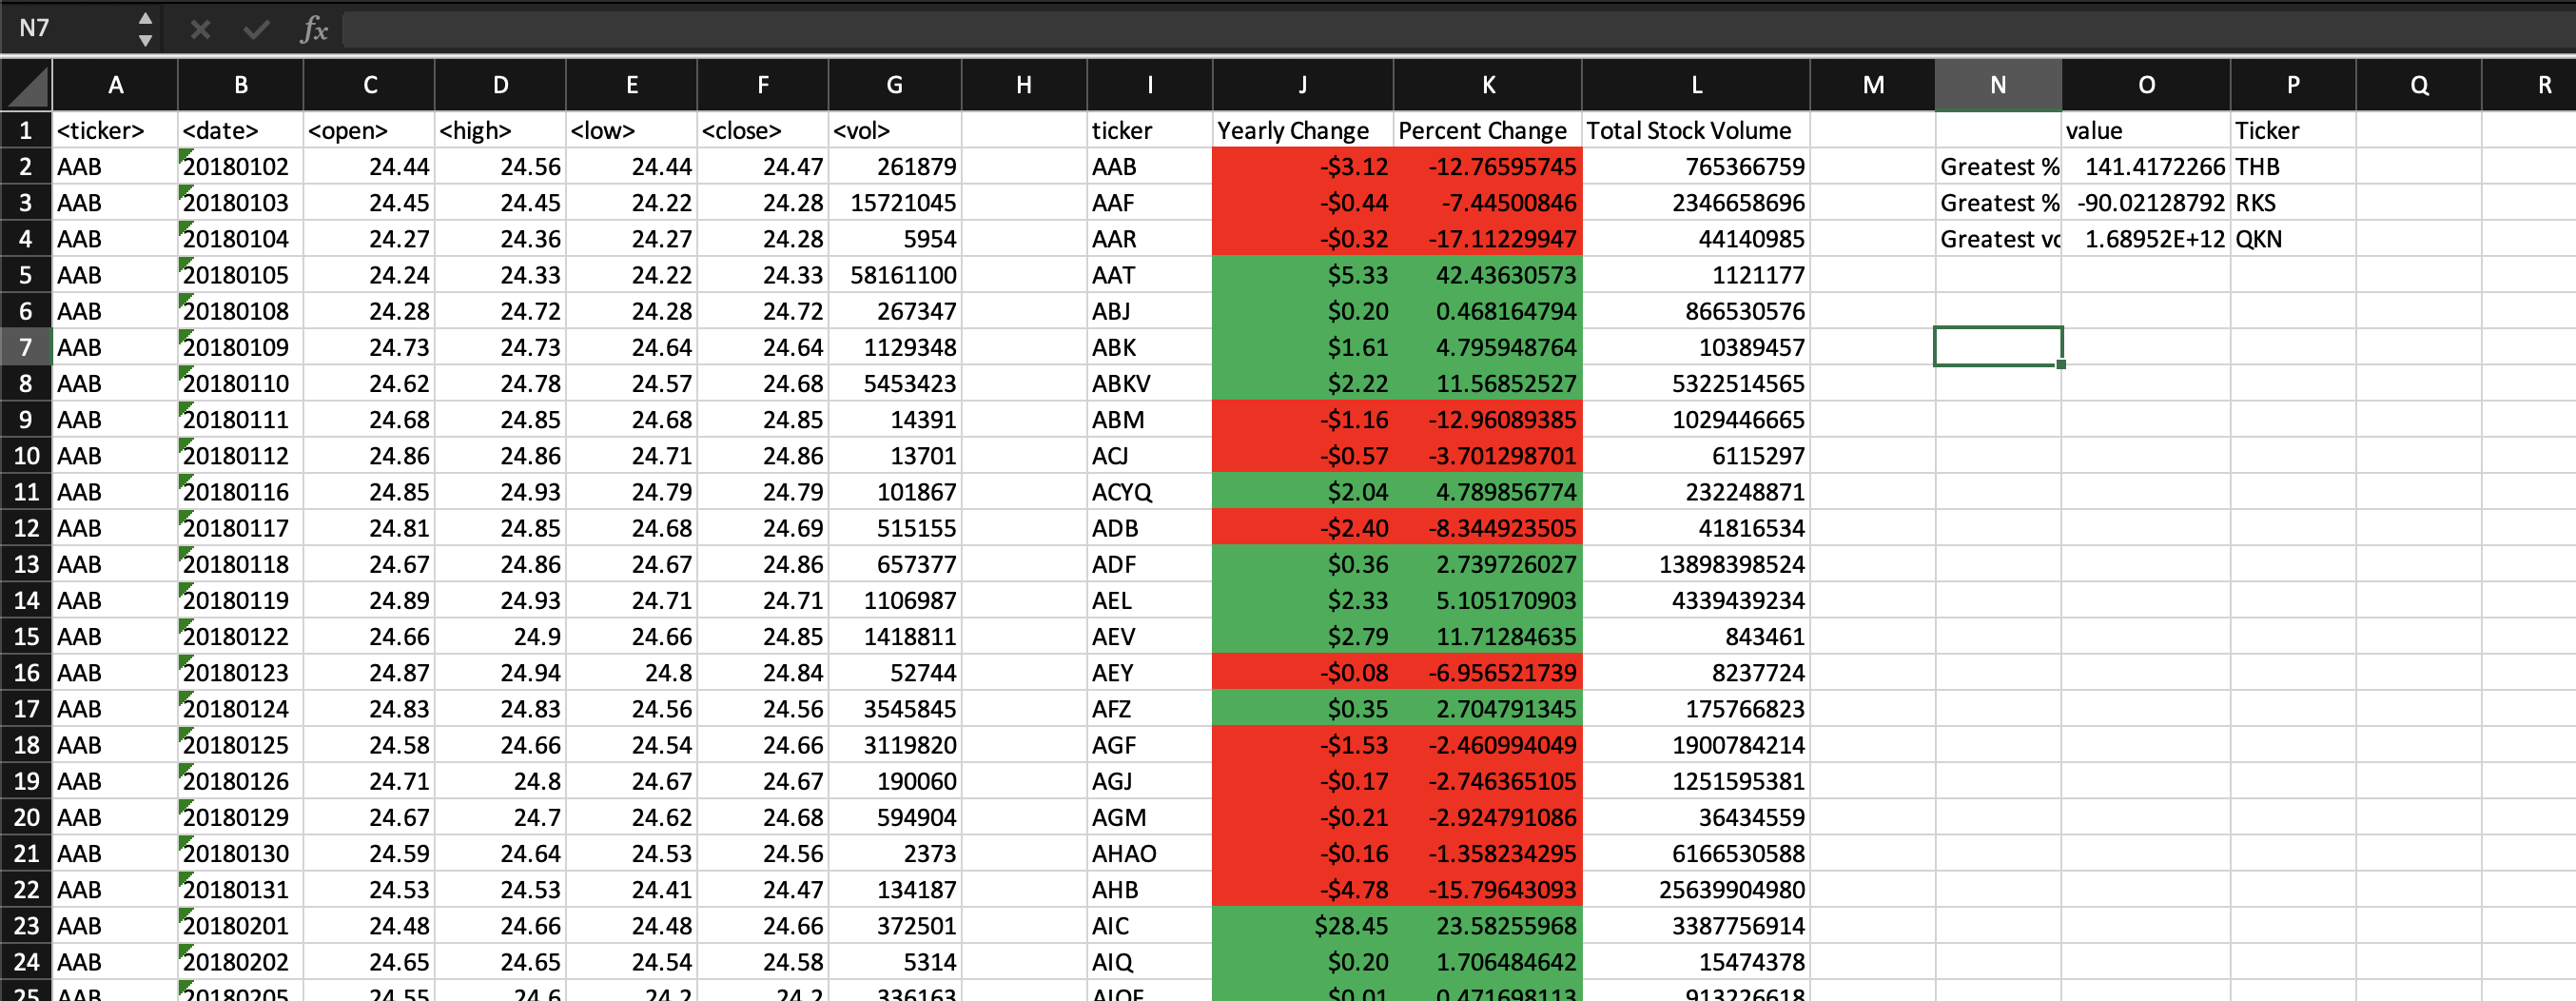 N7 fx
A B C D E F G H I J K L M N O P Q R
1 <ticker> <date> <open> <high> <low> <close> <vol> ticker Yearly Change Percent Change Total Stock Volume value Ticker
2 AAB 20180102 24.44 24.56 24.44 24.47 261879 AAB -$3.12 -12.76595745 765366759 Greatest % 141.4172266 THB
3 AAB 20180103 24.45 24.45 24.22 24.28 15721045 AAF -$0.44 -7.44500846 2346658696 Greatest % -90.02128792 RKS
4 AAB 20180104 24.27 24.36 24.27 24.28 5954 AAR -$0.32 -17.11229947 44140985 Greatest vo 1.68952E+12 QKN
5 AAB 20180105 24.24 24.33 24.22 24.33 58161100 AAT $5.33 42.43630573 1121177
6 AAB 20180108 24.28 24.72 24.28 24.72 267347 ABJ $0.20 0.468164794 866530576
7 AAB 20180109 24.73 24.73 24.64 24.64 1129348 ABK $1.61 4.795948764 10389457
8 AAB 20180110 24.62 24.78 24.57 24.68 5453423 ABKV $2.22 11.56852527 5322514565
9 AAB 20180111 24.68 24.85 24.68 24.85 14391 ABM -$1.16 -12.96089385 1029446665
10 AAB 20180112 24.86 24.86 24.71 24.86 13701 ACJ -$0.57 -3.701298701 6115297
11 AAB 20180116 24.85 24.93 24.79 24.79 101867 ACYQ $2.04 4.789856774 232248871
12 AAB 20180117 24.81 24.85 24.68 24.69 515155 ADB -$2.40 -8.344923505 41816534
13 AAB 20180118 24.67 24.86 24.67 24.86 657377 ADF $0.36 2.739726027 13898398524
14 AAB 20180119 24.89 24.93 24.71 24.71 1106987 AEL $2.33 5.105170903 4339439234
15 AAB 20180122 24.66 24.9 24.66 24.85 1418811 AEV $2.79 11.71284635 843461
16 AAB 20180123 24.87 24.94 24.8 24.84 52744 AEY -$0.08 -6.956521739 8237724
17 AAB 20180124 24.83 24.83 24.56 24.56 3545845 AFZ $0.35 2.704791345 175766823
18 AAB 20180125 24.58 24.66 24.54 24.66 3119820 AGF -$1.53 -2.460994049 1900784214
19 AAB 20180126 24.71 24.8 24.67 24.67 190060 AGJ -$0.17 -2.746365105 1251595381
20 AAB 20180129 24.67 24.7 24.62 24.68 594904 AGM -$0.21 -2.924791086 36434559
21 AAB 20180130 24.59 24.64 24.53 24.56 2373 AHAO -$0.16 -1.358234295 6166530588
22 AAB 20180131 24.53 24.53 24.41 24.47 134187 AHB -$4.78 -15.79643093 25639904980
23 AAB 20180201 24.48 24.66 24.48 24.66 372501 AIC $28.45 23.58255968 3387756914
24 AAB 20180202 24.65 24.65 24.54 24.58 5314 AIQ $0.20 1.706484642 15474378
25 AAB 20180205 24.55 24.6 24.2 24.2 336163 $0.01 0.471698113 913226618